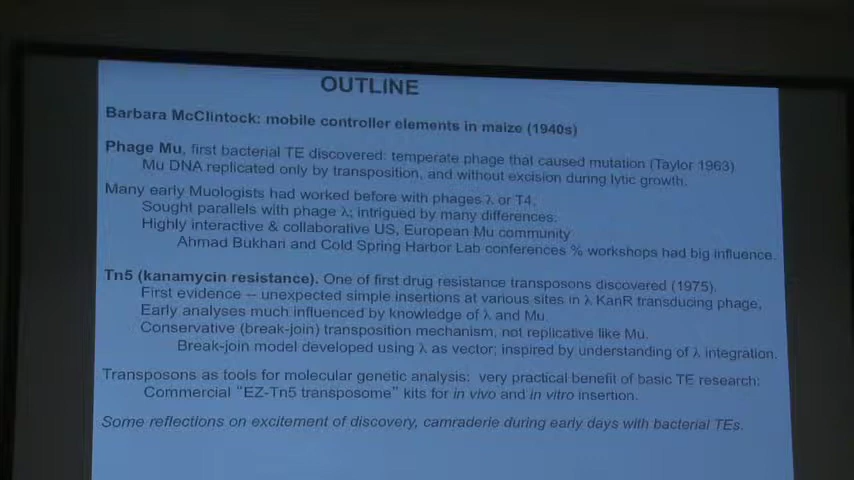 OUTLINE
Barbara McClintock: mobile controller elements in maize (1940s)
Phage Mu, first bacterial TE discovered: temperate phage that caused mutation (Taylor 1963)
Mu DNA replicated only by transposition, and without excision during lytic growth.
Many early Muologists had worked before with phages λ or T4.
Sought parallels with phage λ; intrigued by many differences.
Highly interactive & collaborative US, European Mu community
Ahmad Bukhari and Cold Spring Harbor Lab conferences % workshops had big influence.
Tn5 (kanamycin resistance). One of first drug resistance transposons discovered (1975).
First evidence -- unexpected simple insertions at various sites in λ KanR transducing phage,
Early analyses much influenced by knowledge of λ and Mu.
Conservative (break-join) transposition mechanism, not replicative like Mu.
Break-join model developed using λ as vector; inspired by understanding of λ integration.
Transposons as tools for molecular genetic analysis: very practical benefit of basic TE research:
Commercial "EZ-Tn5 transposome" kits for in vivo and in vitro insertion.
Some reflections on excitement of discovery, camraderie during early days with bacterial TEs.